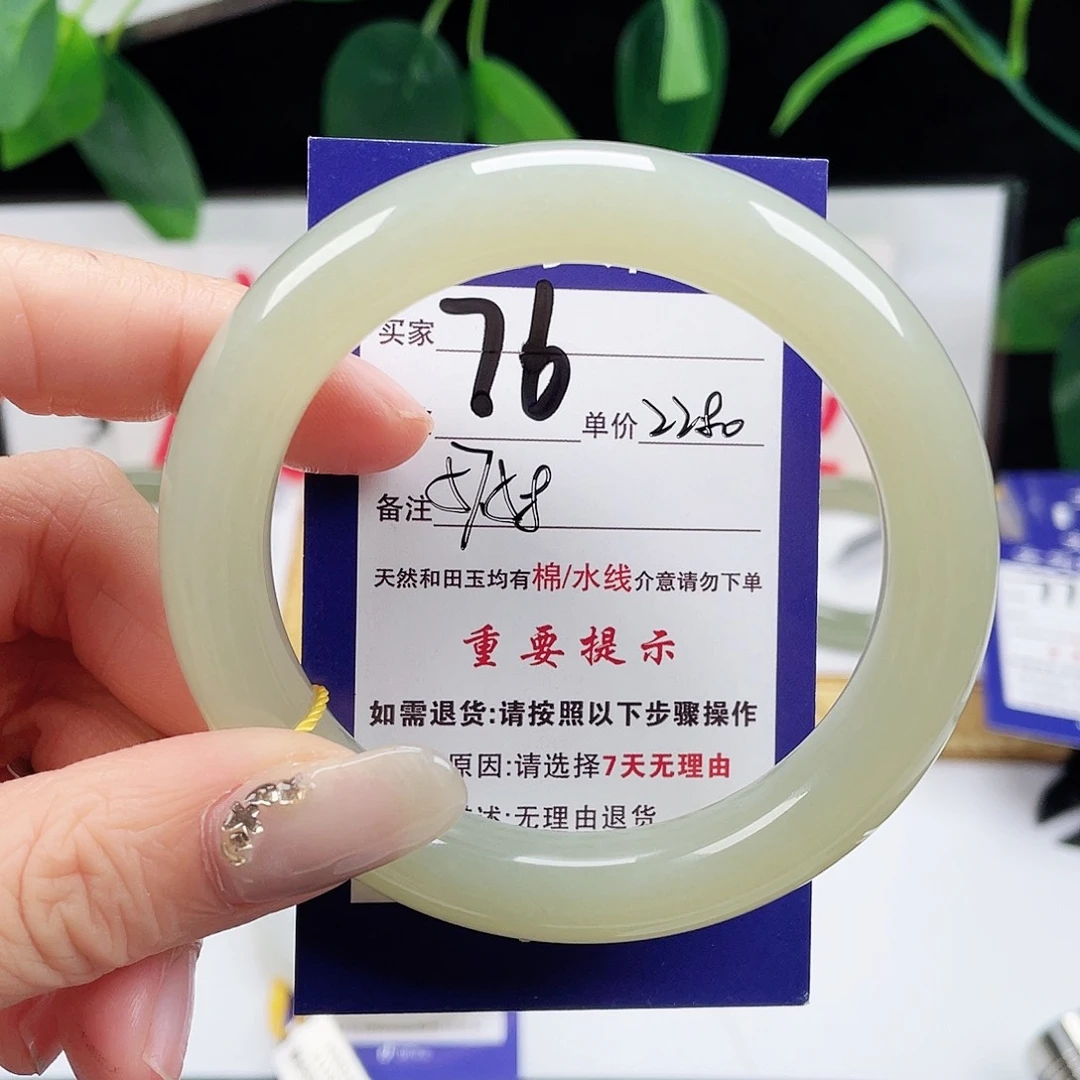 买家 7.6
单价 2280
备注 57/58
天然和田玉均有棉/水线介意请勿下单
重要提示
如需退货:请按照以下步骤操作
原因:请选择7天无理由
述:无理由退货